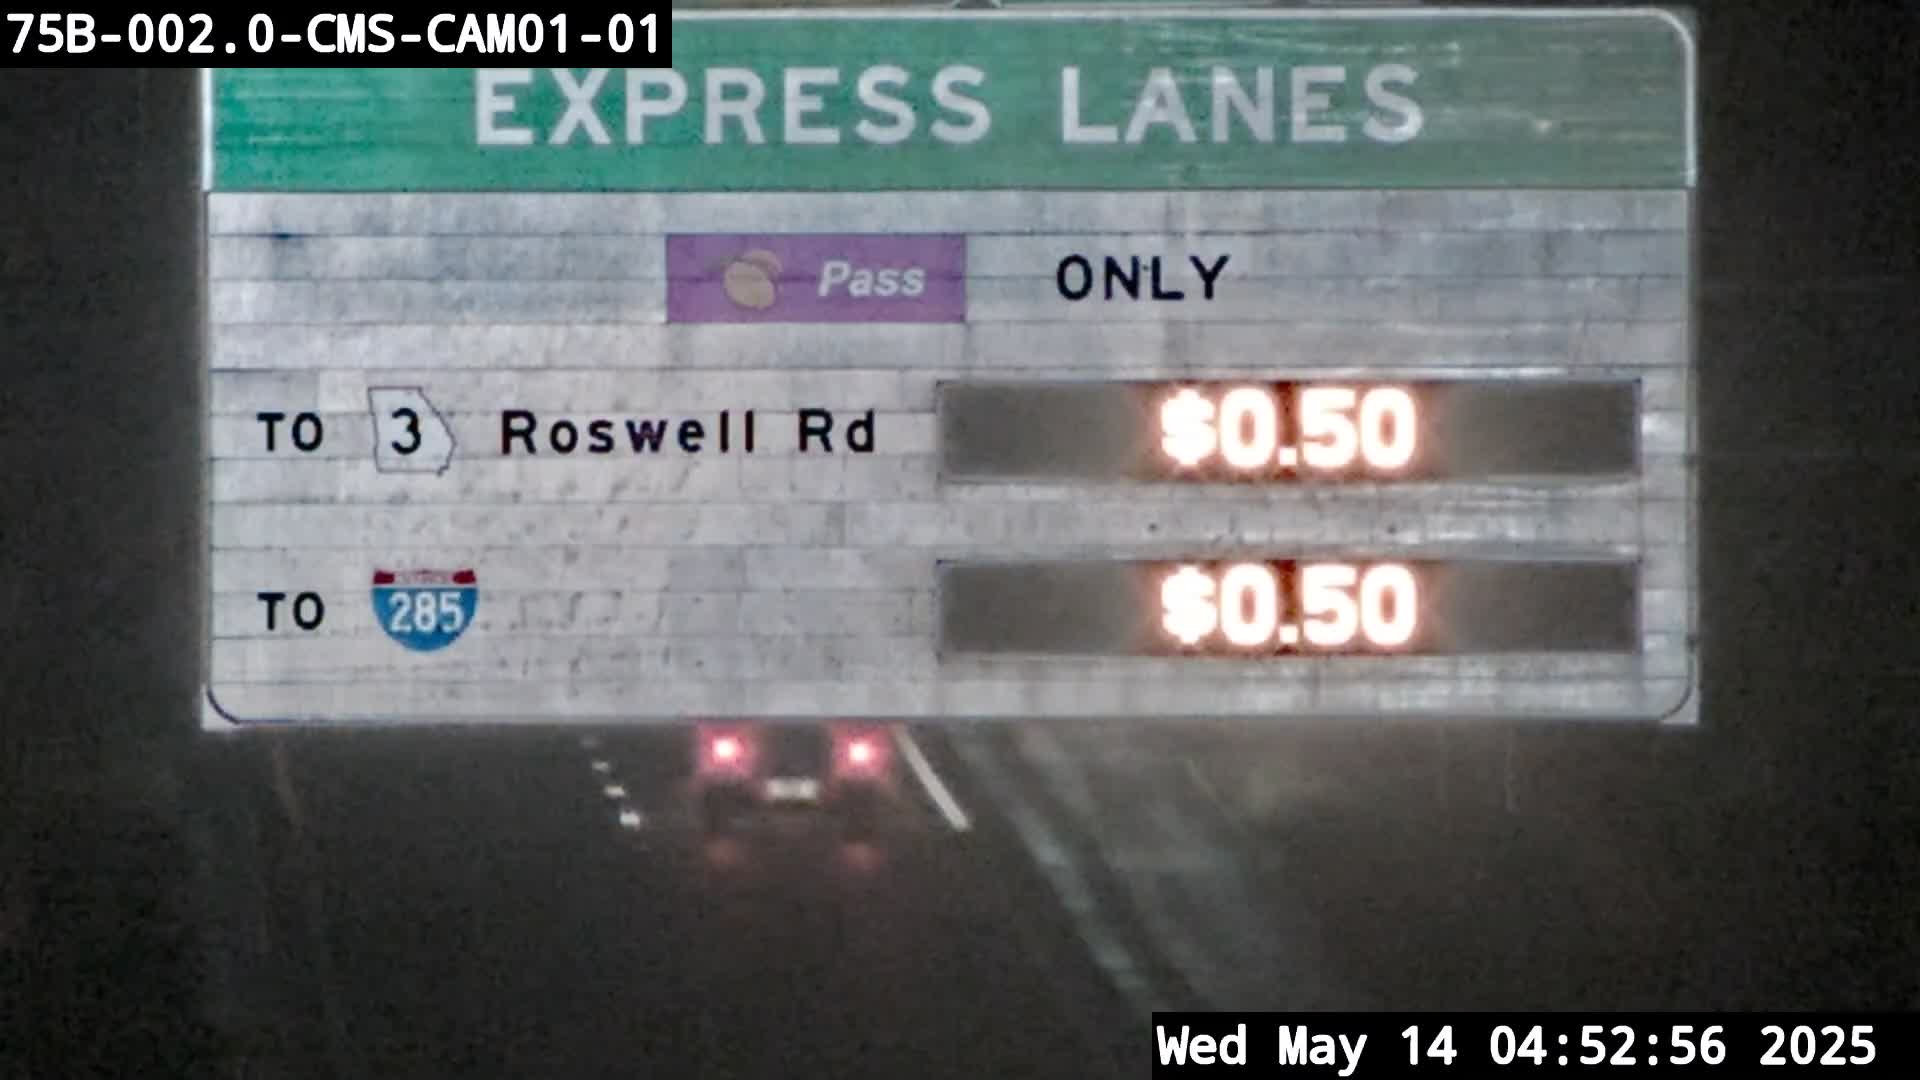 75B-002.0-CMS-CAM01-01
EXPRESS LANES
Pass ONLY
TO 3 Roswell Rd $0.50
TO 285 $0.50
Wed May 14 04:52:56 2025